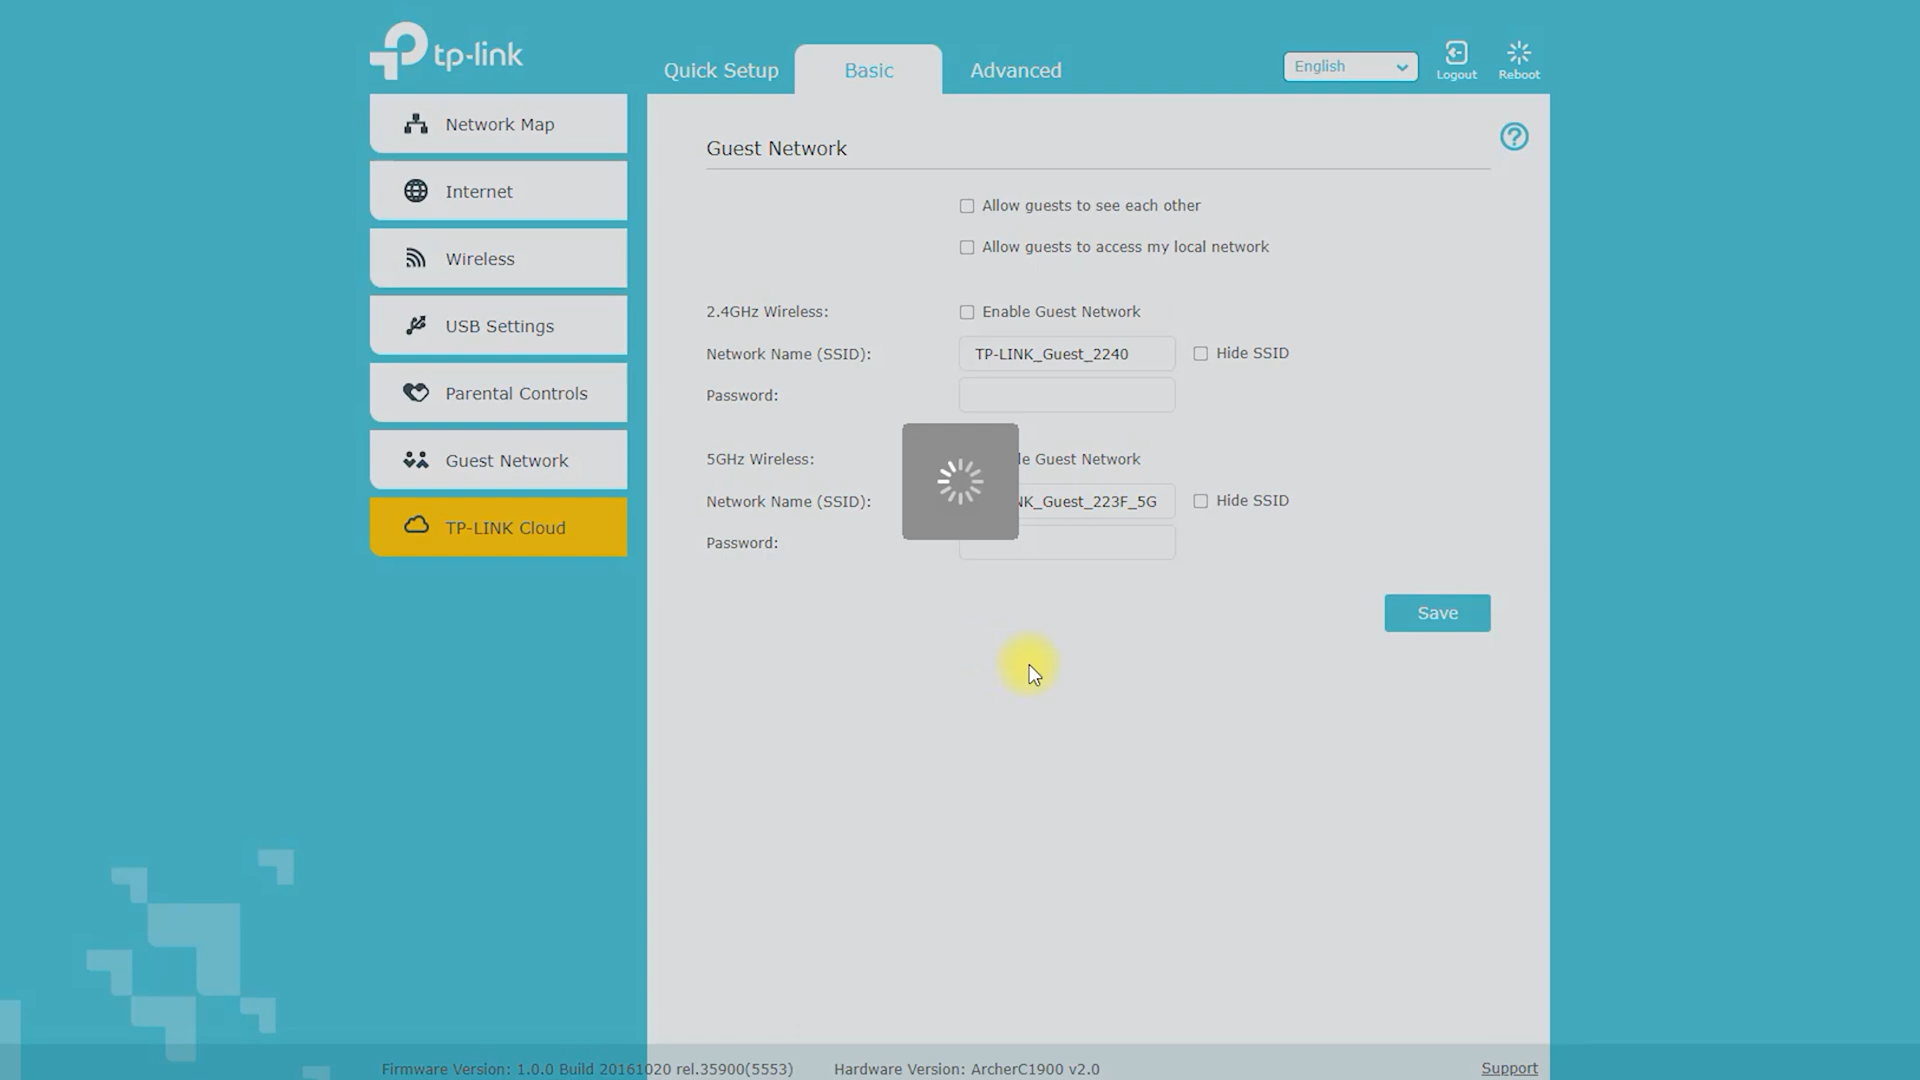 tp-link
Quick Setup
Basic
Advanced
English
Logout
Reboot
Network Map
Internet
Wireless
USB Settings
Parental Controls
Guest Network
TP-LINK Cloud
Guest Network
Allow guests to see each other
Allow guests to access my local network
2.4GHz Wireless:
Enable Guest Network
Network Name (SSID):
TP-LINK_Guest_2240
Hide SSID
Password:
5GHz Wireless:
Guest Network
Network Name (SSID):
NK_Guest_223F_5G
Hide SSID
Password:
Save
Firmware Version: 1.0.0 Build 20161020 rel.35900(5553)
Hardware Version: ArcherC1900 v2.0
Support